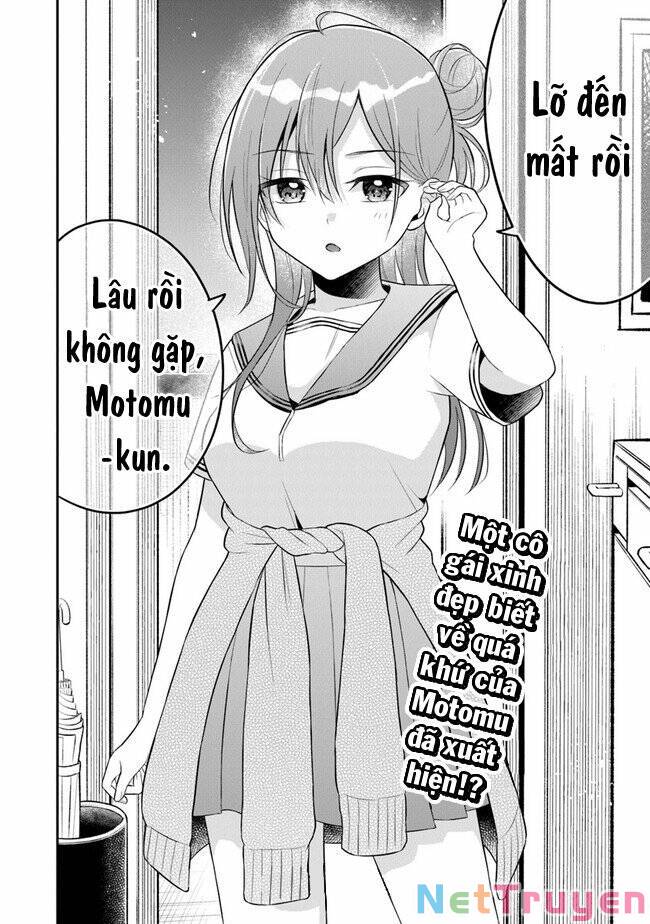 Lỡ đến
mất rồi
Lâu rồi
không gặp,
Motomu
-kun.
Một cô
gái xinh
đẹp biết
về quá
khứ của
Motomu
đã xuất
hiện!?
NetTruyen